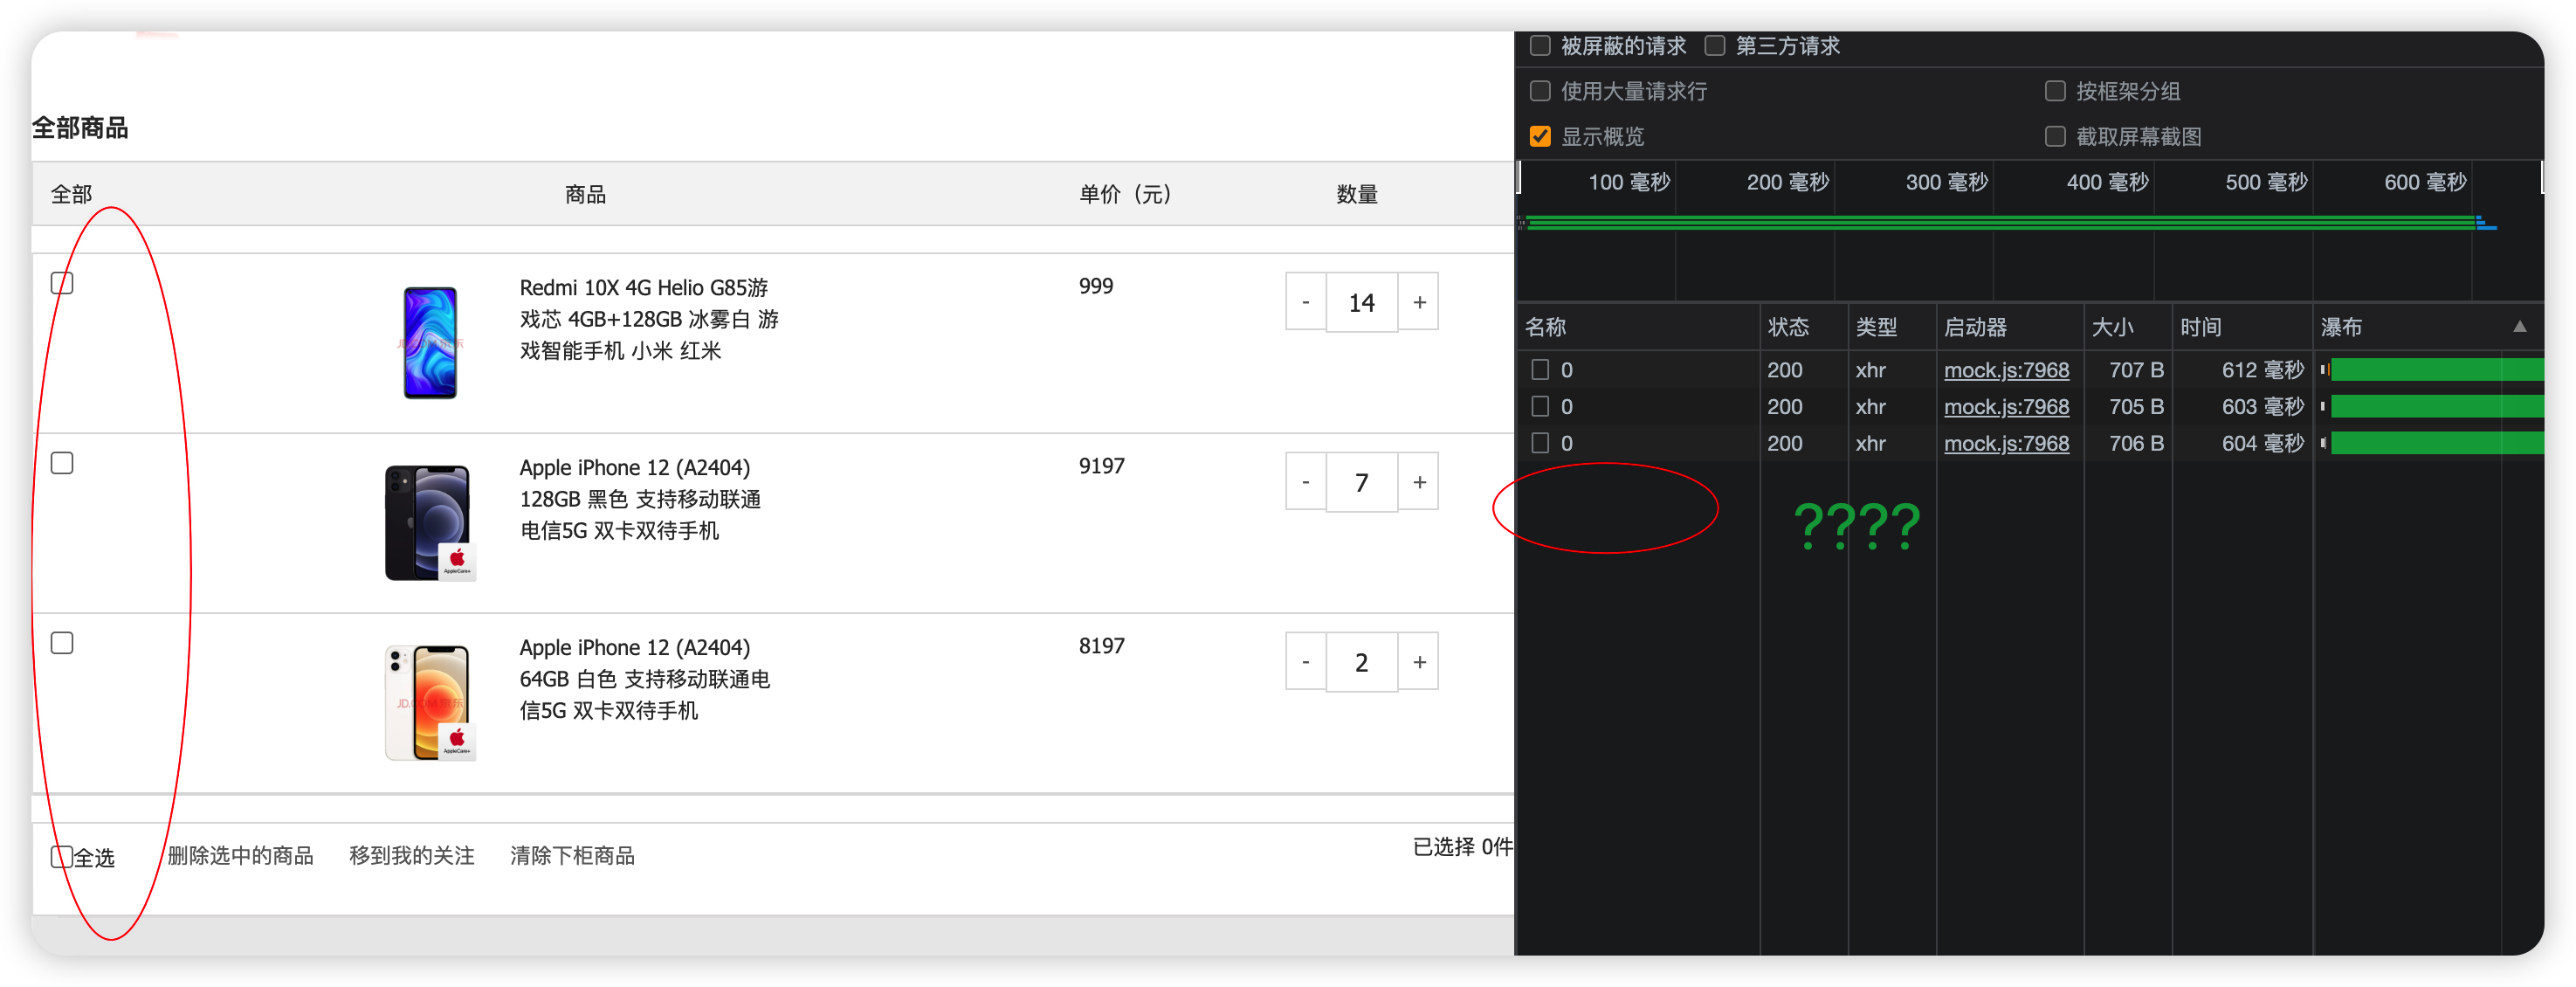 全部商品
全部 商品 单价（元） 数量
Redmi 10X 4G Helio G85游
戏芯 4GB+128GB 冰雾白 游
戏智能手机 小米 红米
999
- 14 +
JD.COM 京东
Apple iPhone 12 (A2404)
128GB 黑色 支持移动联通
电信5G 双卡双待手机
9197
- 7 +
AppleCare+
Apple iPhone 12 (A2404)
64GB 白色 支持移动联通电
信5G 双卡双待手机
8197
- 2 +
JD.COM 京东
AppleCare+
全选 删除选中的商品 移到我的关注 清除下柜商品 已选择 0件
被屏蔽的请求 第三方请求
使用大量请求行 按框架分组
显示概览 截取屏幕截图
100 毫秒 200 毫秒 300 毫秒 400 毫秒 500 毫秒 600 毫秒
名称 状态 类型 启动器 大小 时间 瀑布
0 200 xhr mock.js:7968 707 B 612 毫秒
0 200 xhr mock.js:7968 705 B 603 毫秒
0 200 xhr mock.js:7968 706 B 604 毫秒
????